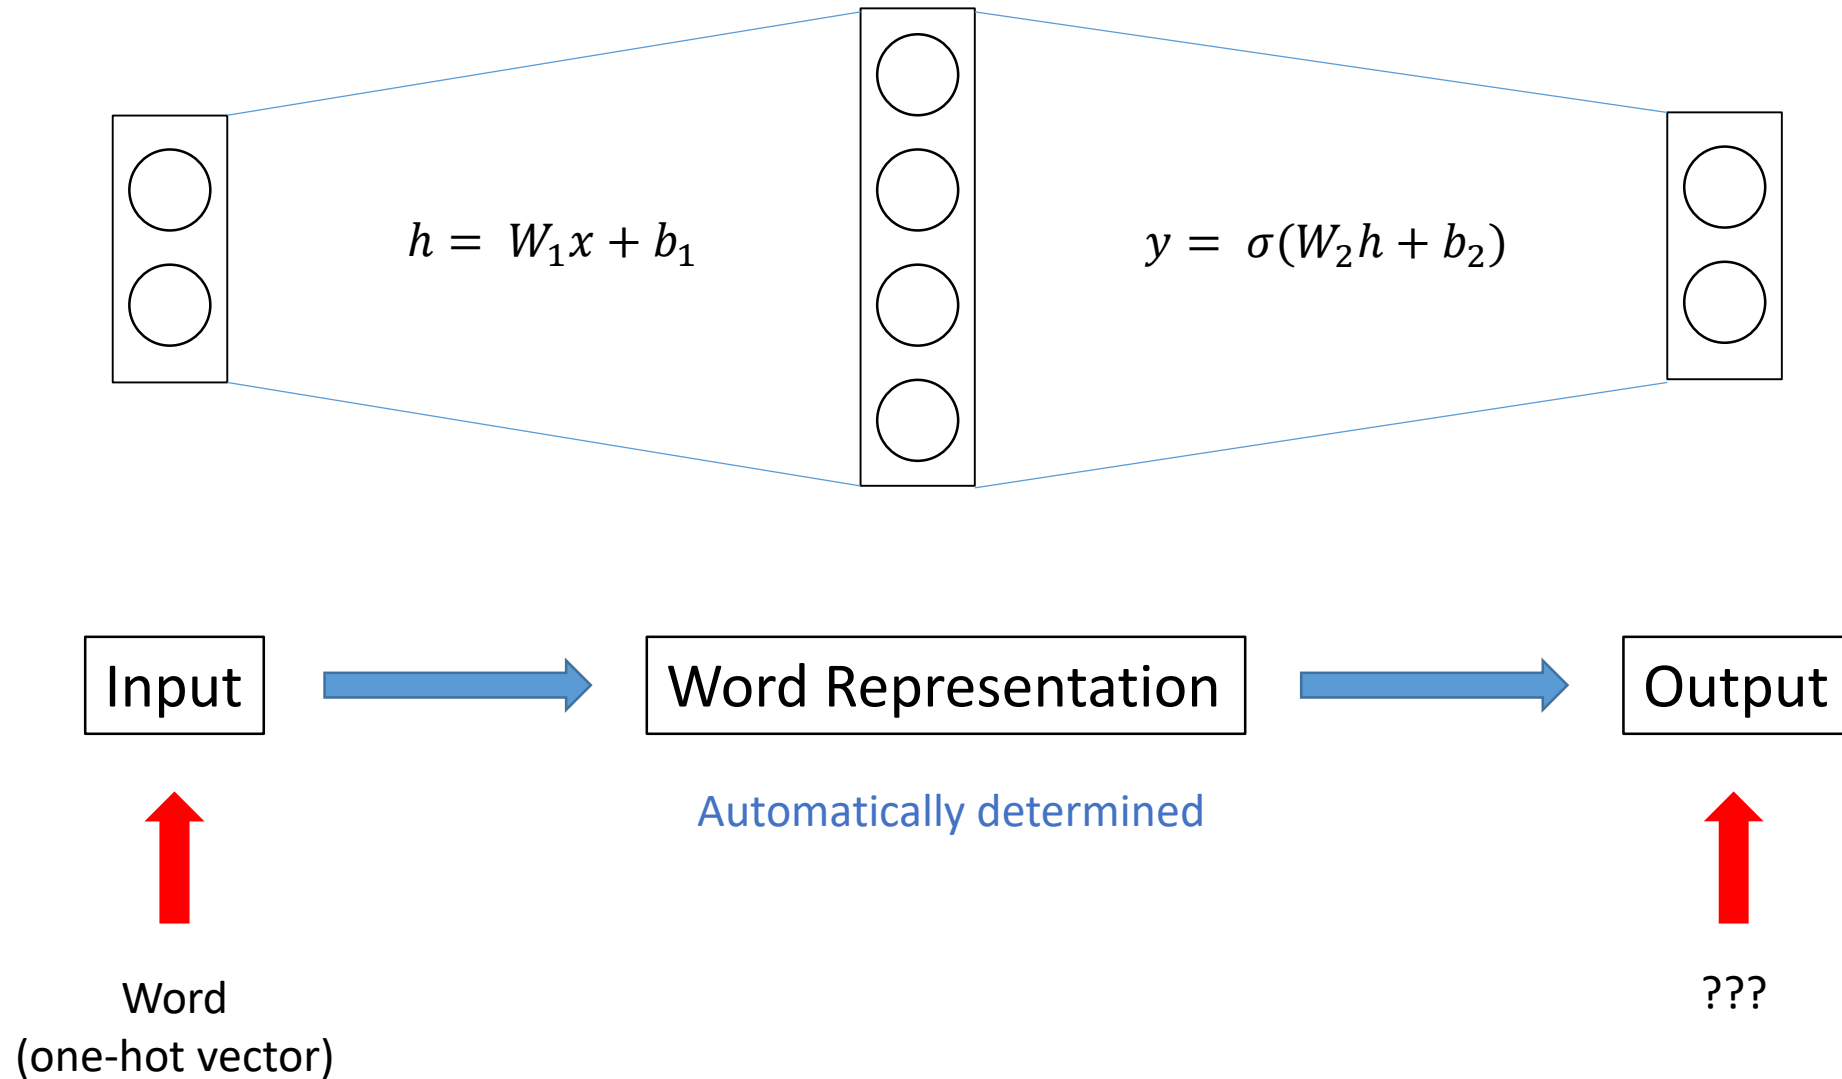 h = W₁x + b₁
y = σ(W₂h + b₂)
Input
Word Representation
Output
Automatically determined
Word
(one-hot vector)
???